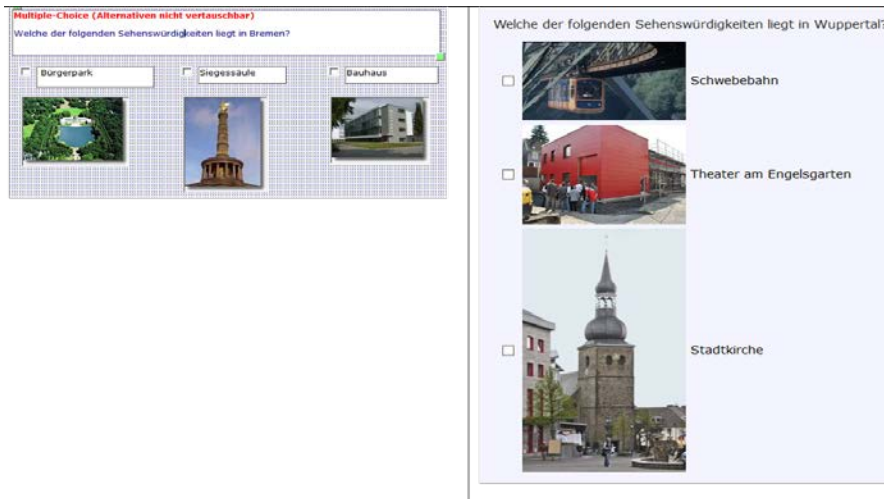 Multiple-Choice (Alternativen nicht vertauschbar)
Welche der folgenden Sehenswürdigkeiten liegt in Bremen?
Bürgerpark
Siegessäule
Bauhaus
Welche der folgenden Sehenswürdigkeiten liegt in Wuppertal?
Schwebebahn
Theater am Engelsgarten
Stadtkirche